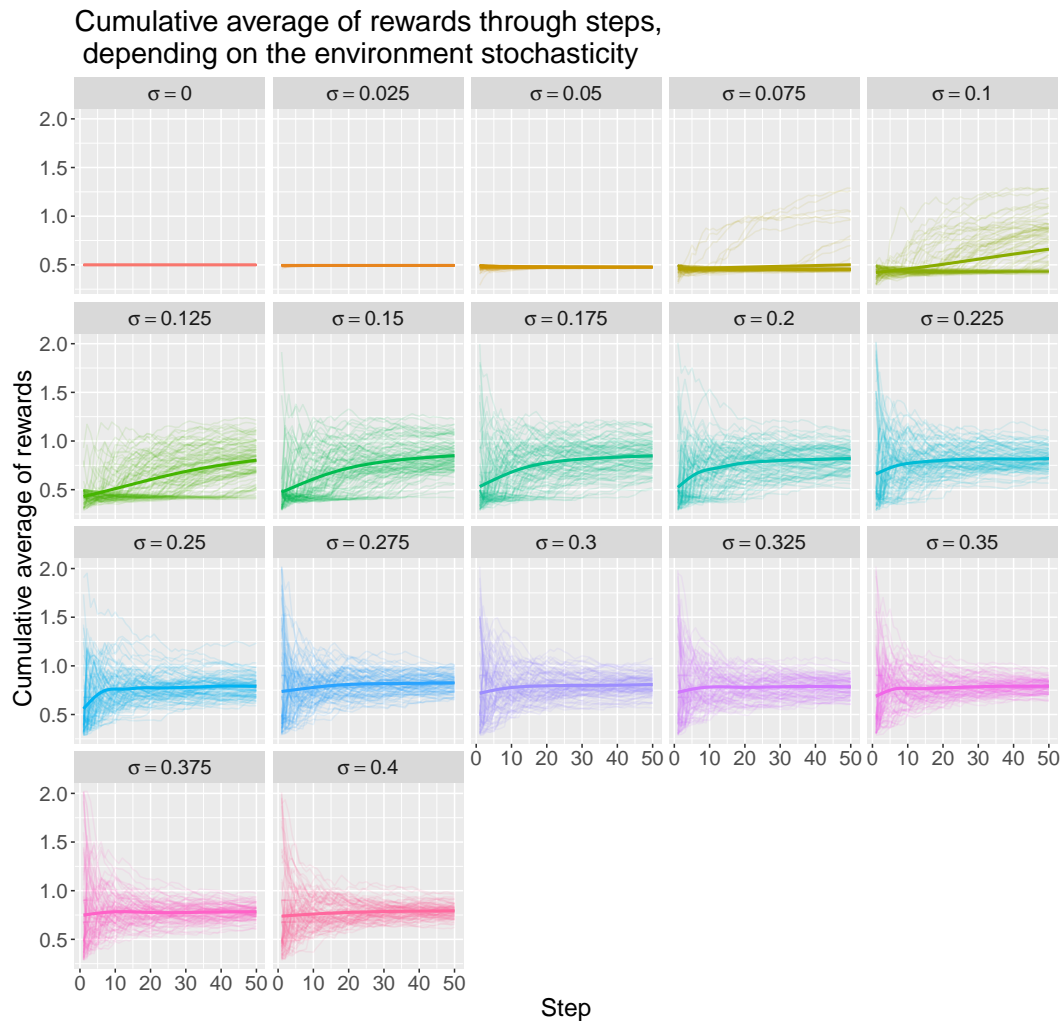 Cumulative average of rewards through steps,
depending on the environment stochasticity
σ = 0
σ = 0.025
σ = 0.05
σ = 0.075
σ = 0.1
2.0
1.5
1.0
0.5
σ = 0.125
σ = 0.15
σ = 0.175
σ = 0.2
σ = 0.225
2.0
1.5
1.0
0.5
Cumulative average of rewards
σ = 0.25
σ = 0.275
σ = 0.3
σ = 0.325
σ = 0.35
2.0
1.5
1.0
0.5
0 10 20 30 40 50
0 10 20 30 40 50
0 10 20 30 40 50
σ = 0.375
σ = 0.4
2.0
1.5
1.0
0.5
0 10 20 30 40 50
0 10 20 30 40 50
Step